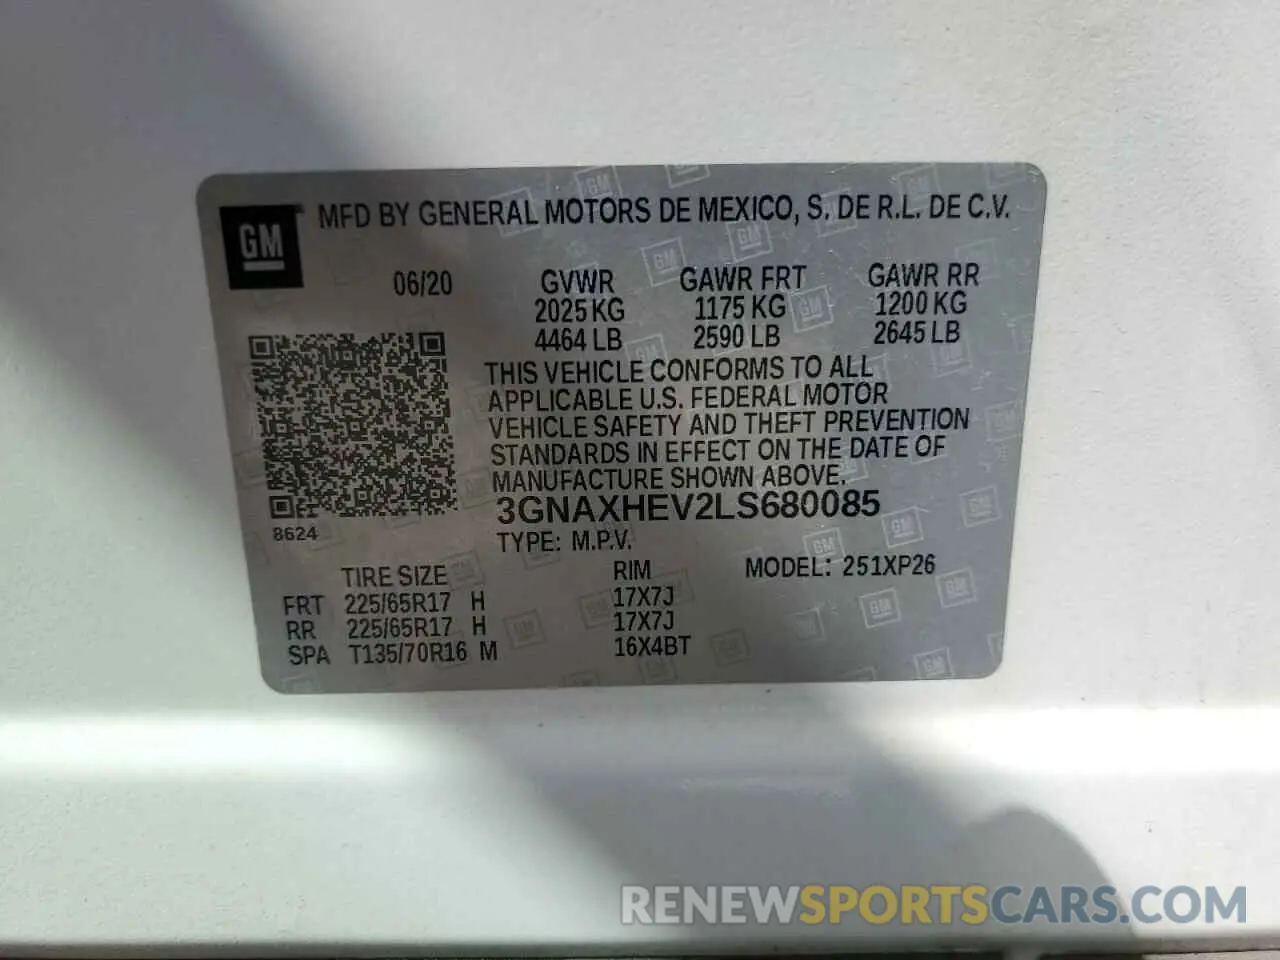 GM
MFD BY GENERAL MOTORS DE MEXICO, S. DE R.L. DE C.V.
06/20 GVWR GAWR FRT GAWR RR
2025 KG 1175 KG 1200 KG
4464 LB 2590 LB 2645 LB
THIS VEHICLE CONFORMS TO ALL
APPLICABLE U.S. FEDERAL MOTOR
VEHICLE SAFETY AND THEFT PREVENTION
STANDARDS IN EFFECT ON THE DATE OF
MANUFACTURE SHOWN ABOVE.
3GNAXHEV2LS680085
8624
TYPE: M.P.V. MODEL: 251XP26
TIRE SIZE RIM
FRT 225/65R17 H 17X7J
RR 225/65R17 H 17X7J
SPA T135/70R16 M 16X4BT
RENEWSPORTSCARS.COM